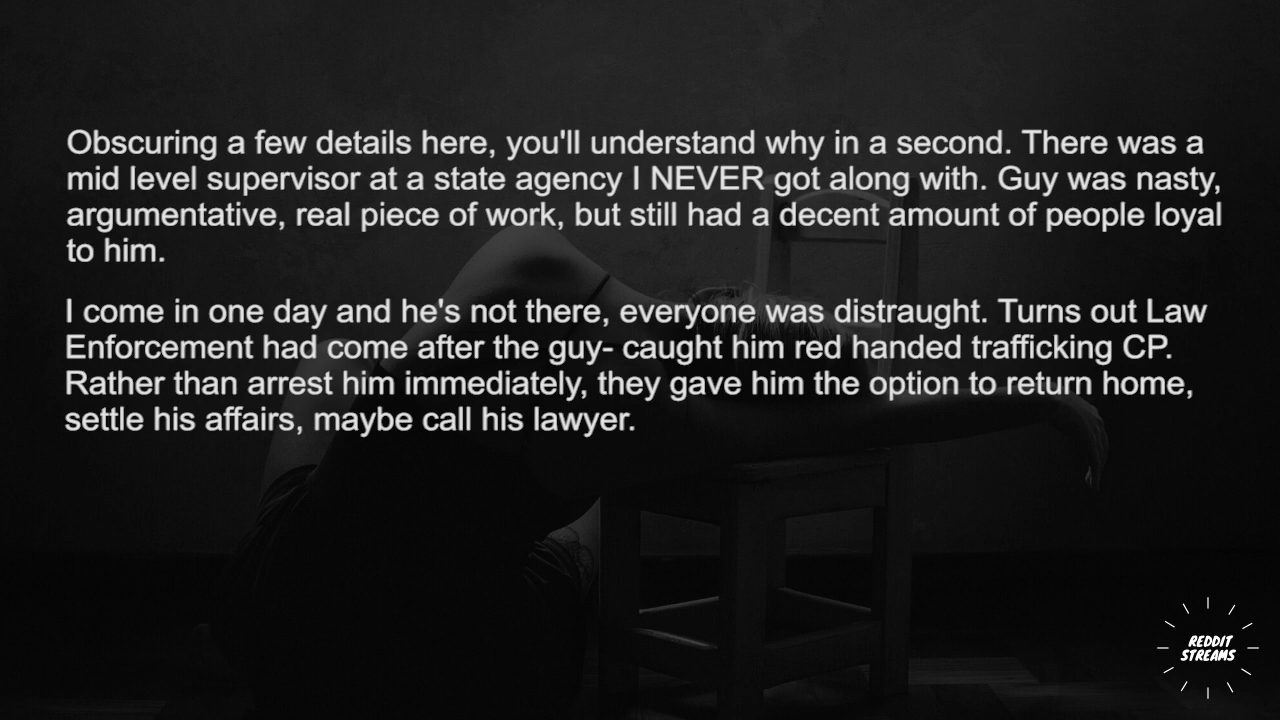 Obscuring a few details here, you'll understand why in a second. There was a
mid level supervisor at a state agency I NEVER got along with. Guy was nasty,
argumentative, real piece of work, but still had a decent amount of people loyal
to him.
I come in one day and he's not there, everyone was distraught. Turns out Law
Enforcement had come after the guy- caught him red handed trafficking CP.
Rather than arrest him immediately, they gave him the option to return home,
settle his affairs, maybe call his lawyer.
REDDIT
STREAMS